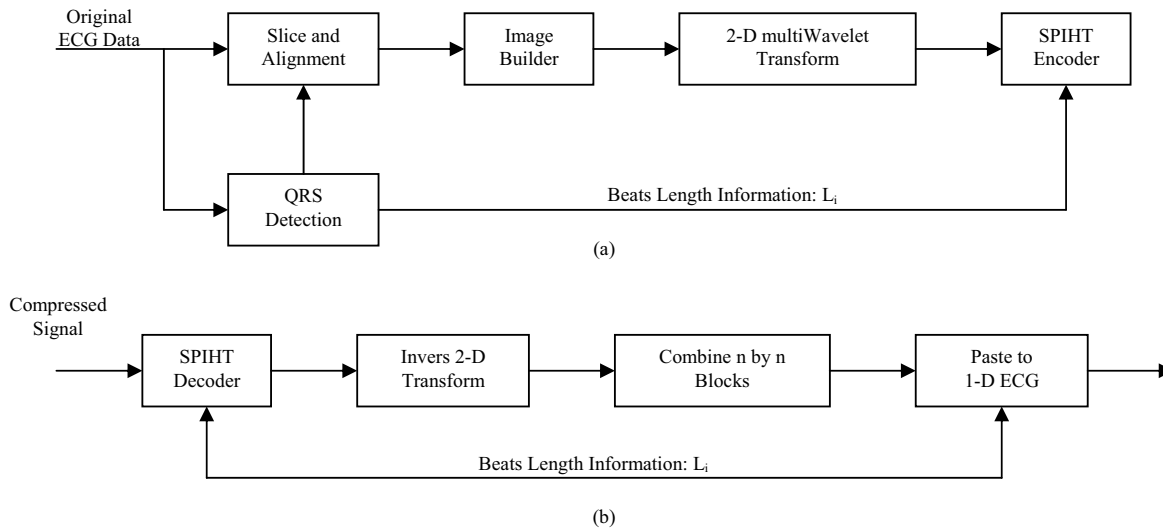 Original
ECG Data
Slice and
Alignment
Image
Builder
2-D multiWavelet
Transform
SPIHT
Encoder
QRS
Detection
Beats Length Information: Li
(a)
Compressed
Signal
SPIHT
Decoder
Invers 2-D
Transform
Combine n by n
Blocks
Paste to
1-D ECG
Beats Length Information: Li
(b)